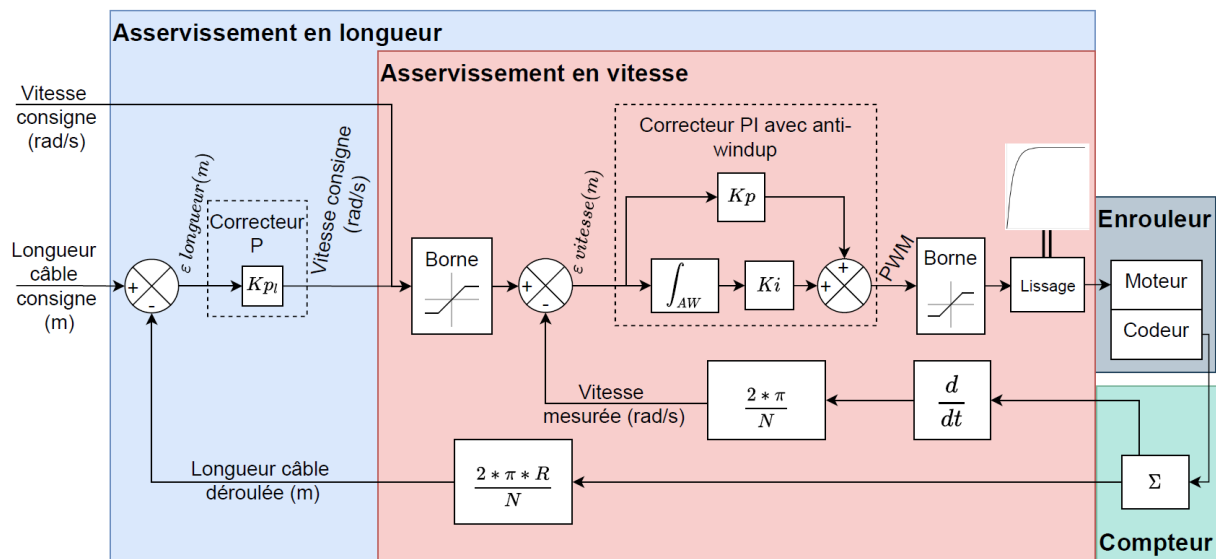 Asservissement en longueur
Asservissement en vitesse
Vitesse
consigne
(rad/s)
Correcteur PI avec anti-
windup
ε longueur(m)
Correcteur
P
Vitesse consigne
(rad/s)
ε vitesse(m)
Kp
PWM
Enrouleur
Longueur
câble
consigne
(m)
+
-
Kp_l
Borne
+
-
∫_AW
Ki
+
+
Borne
Lissage
Moteur
Codeur
Vitesse
mesurée (rad/s)
2 * π
N
d
dt
Longueur câble
déroulée (m)
2 * π * R
N
Σ
Compteur